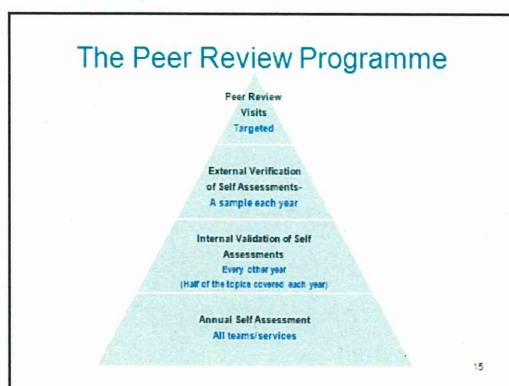 The Peer Review Programme
Peer Review
Visits
Targeted
External Verification
of Self Assessments-
A sample each year
Internal Validation of Self
Assessments
Every other year
(Half of the topics covered each year)
Annual Self Assessment
All teams/services
15